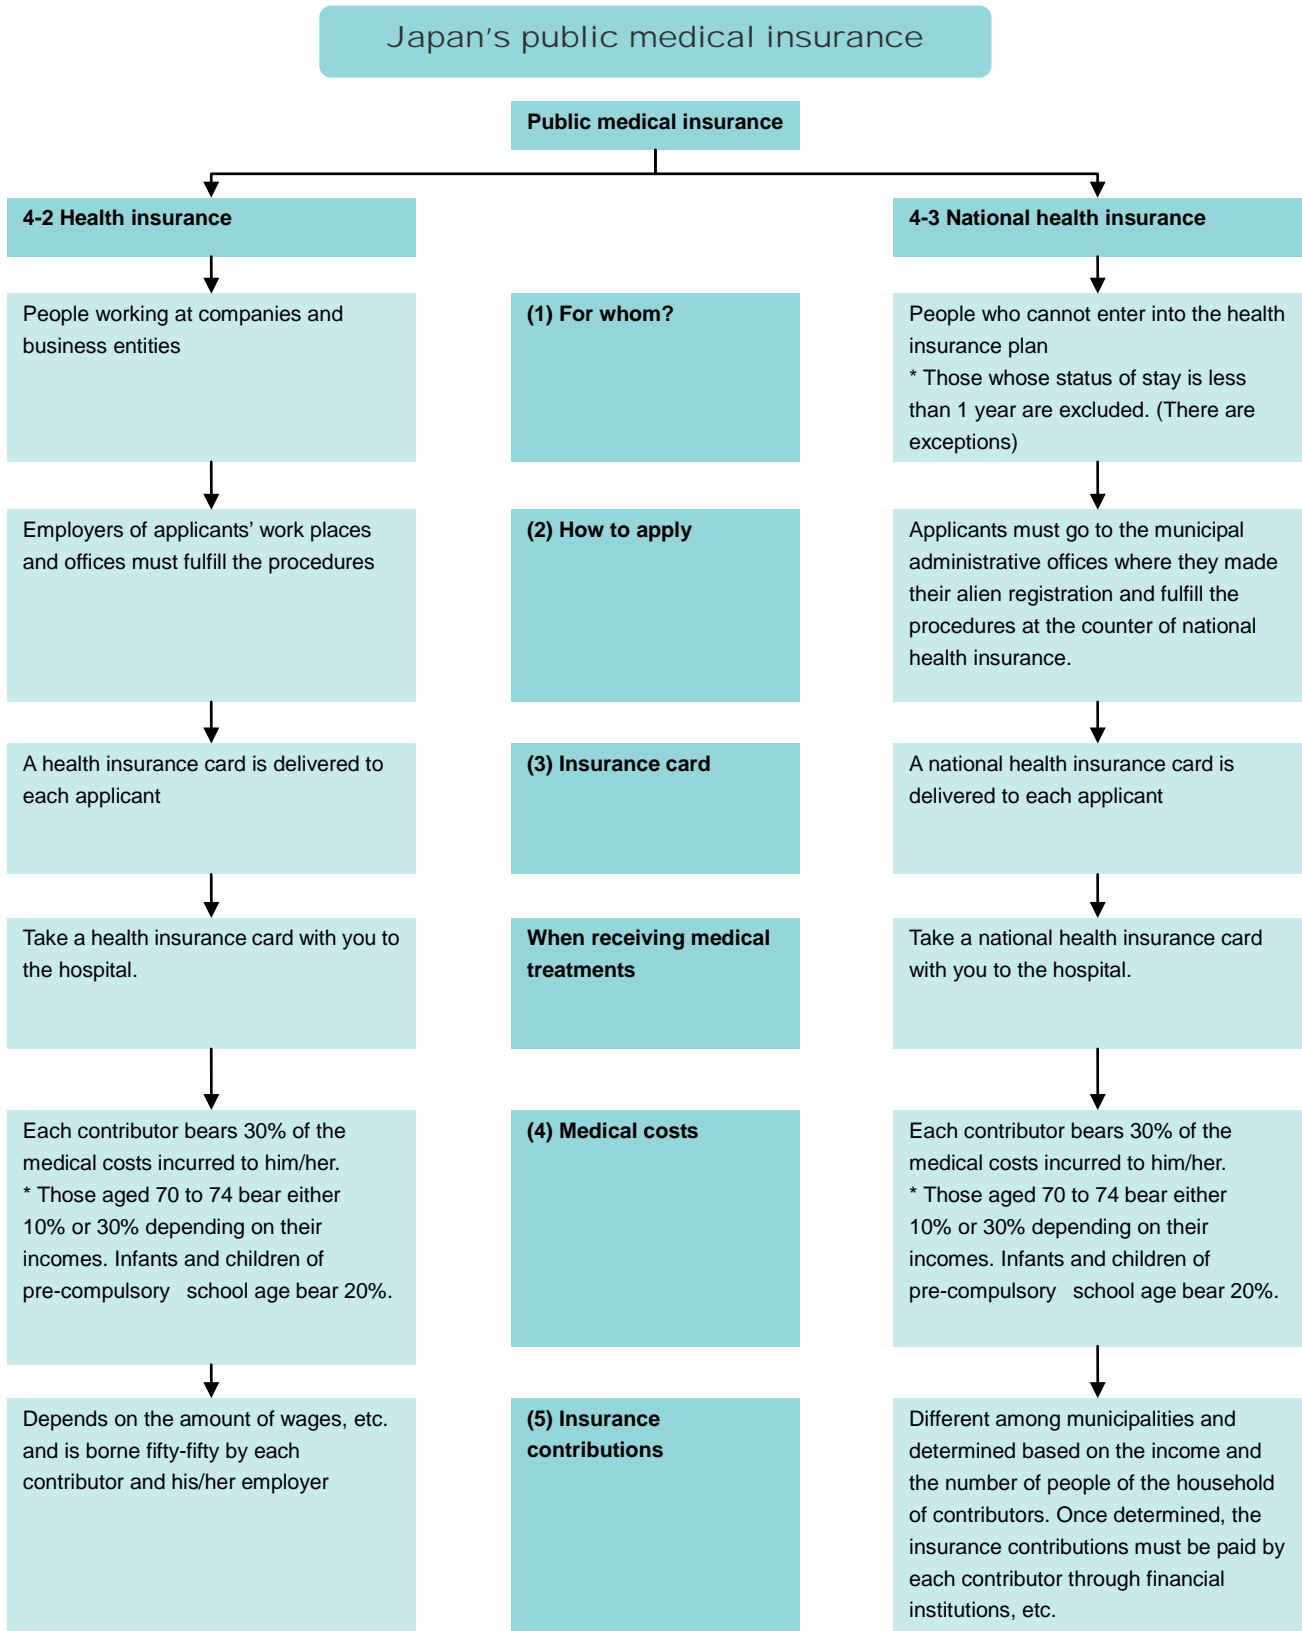 Japan's public medical insurance
Public medical insurance
4-2 Health insurance
4-3 National health insurance
People working at companies and
business entities
(1) For whom?
People who cannot enter into the health
insurance plan
* Those whose status of stay is less
than 1 year are excluded. (There are
exceptions)
Employers of applicants' work places
and offices must fulfill the procedures
(2) How to apply
Applicants must go to the municipal
administrative offices where they made
their alien registration and fulfill the
procedures at the counter of national
health insurance.
A health insurance card is delivered to
each applicant
(3) Insurance card
A national health insurance card is
delivered to each applicant
Take a health insurance card with you to
the hospital.
When receiving medical
treatments
Take a national health insurance card
with you to the hospital.
Each contributor bears 30% of the
medical costs incurred to him/her.
* Those aged 70 to 74 bear either
10% or 30% depending on their
incomes. Infants and children of
pre-compulsory school age bear 20%.
(4) Medical costs
Each contributor bears 30% of the
medical costs incurred to him/her.
* Those aged 70 to 74 bear either
10% or 30% depending on their
incomes. Infants and children of
pre-compulsory school age bear 20%.
Depends on the amount of wages, etc.
and is borne fifty-fifty by each
contributor and his/her employer
(5) Insurance
contributions
Different among municipalities and
determined based on the income and
the number of people of the household
of contributors. Once determined, the
insurance contributions must be paid by
each contributor through financial
institutions, etc.